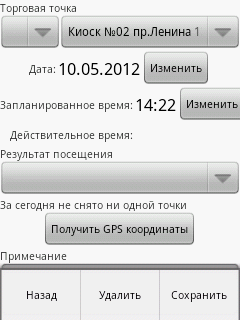 Торговая точка
Киоск №02 пр.Ленина 1
Дата: 10.05.2012 Изменить
Запланированное время: 14:22 Изменить
Действительное время:
Результат посещения
За сегодня не снято ни одной точки
Получить GPS координаты
Примечание
Назад Удалить Сохранить